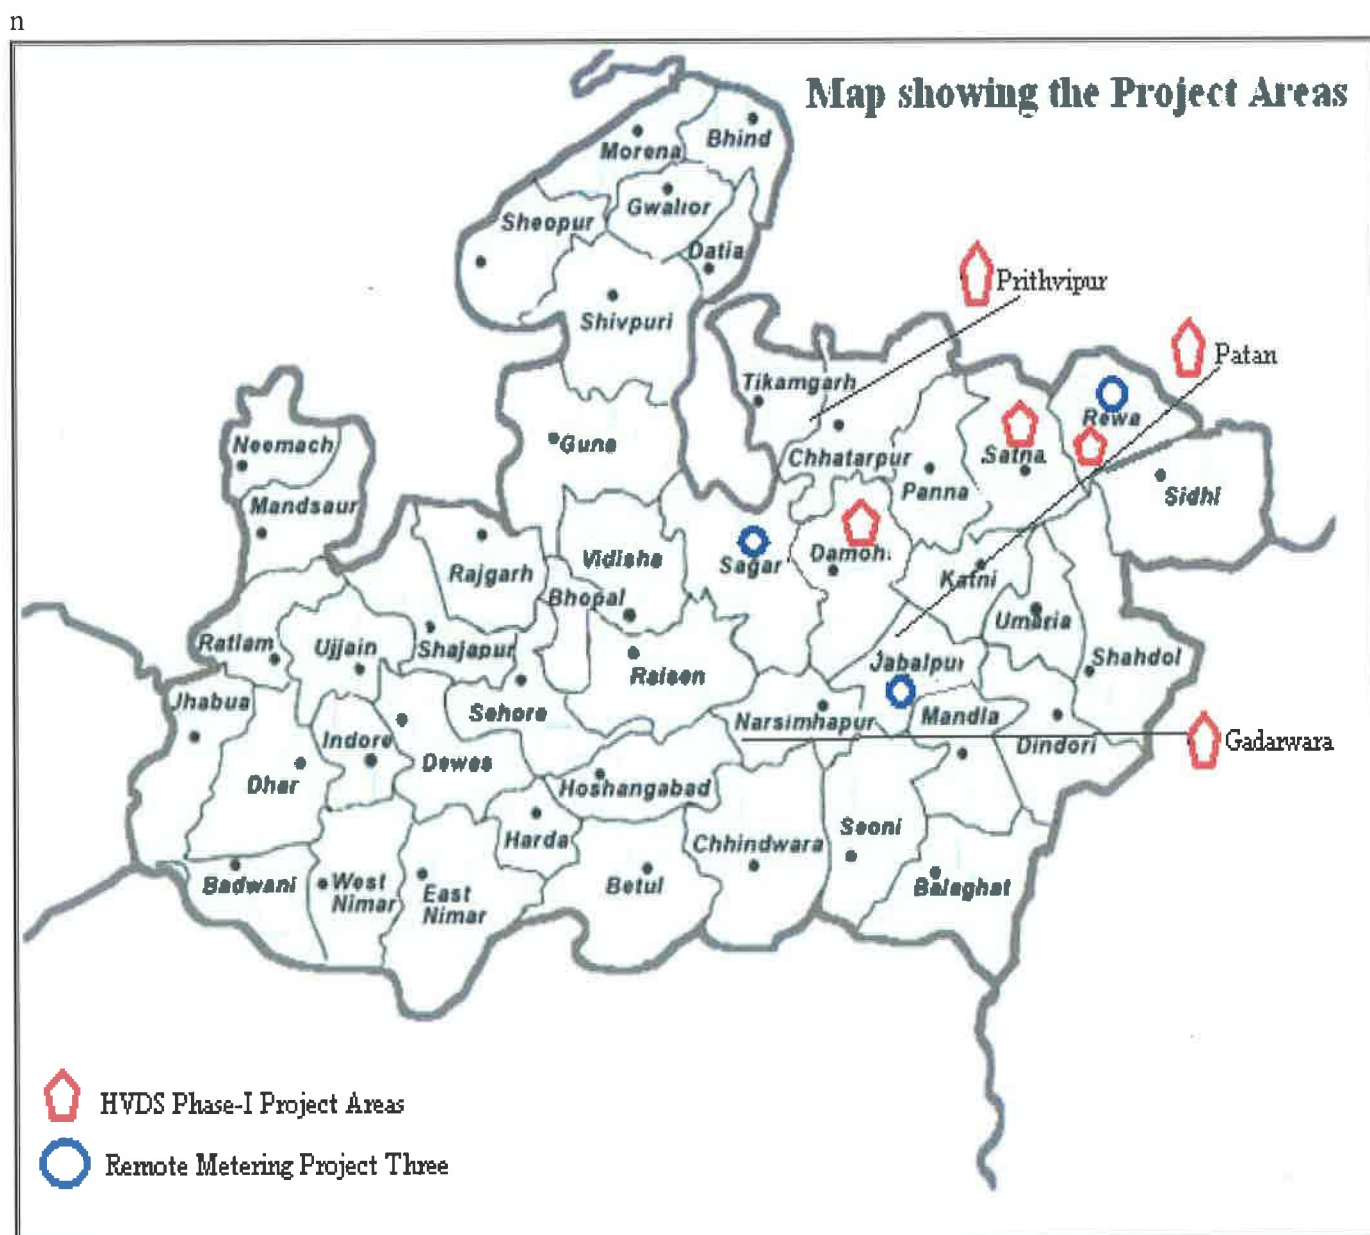 n
Map showing the Project Areas
Bhind
Morena
Gwalior
Sheopur
Datia
Prithvipur
Shivpuri
Patan
Tikamgarh
Rewa
Neemach
Guna
Chhatarpur
Satna
Panna
Sidhi
Mandsaur
Vidisha
Sagar
Damoh
Rajgarh
Katni
Bhopal
Umaria
Ratlam
Ujjain
Shajapur
Raisen
Jabalpur
Shahdol
Jhabua
Sehore
Narsimhapur
Mandla
Indore
Dindori
Gadarwara
Dewas
Dhar
Hoshangabad
Harda
Chhindwara
Seoni
Badwani
West
Nimar
East
Nimar
Betul
Balaghat
HVDS Phase-I Project Areas
Remote Metering Project Three